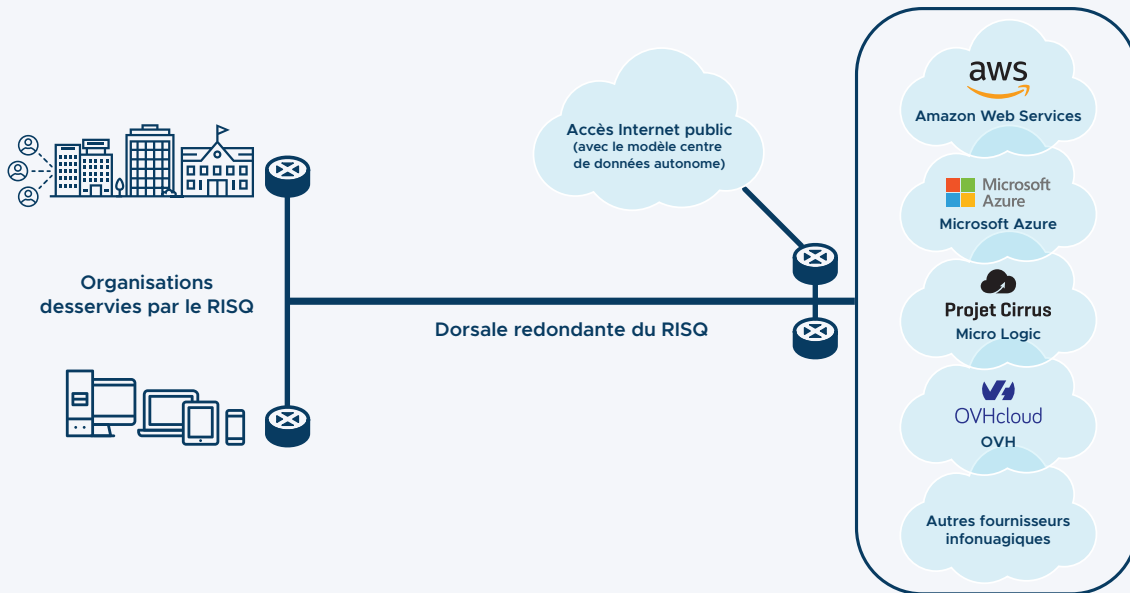 Organisations
desservies par le RISQ
Accès Internet public
(avec le modèle centre
de données autonome)
Dorsale redondante du RISQ
aws
Amazon Web Services
Microsoft
Azure
Microsoft Azure
Projet Cirrus
Micro Logic
OVHcloud
OVH
Autres fournisseurs
infonuagiques